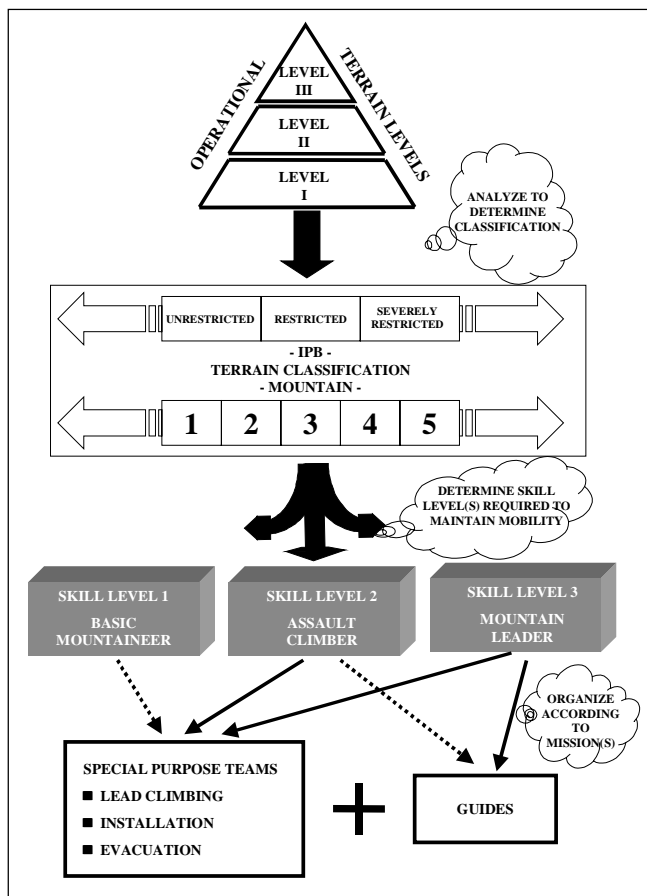 OPERATIONAL
TERRAIN LEVELS
LEVEL
III
LEVEL
II
LEVEL
I
ANALYZE TO
DETERMINE
CLASSIFICATION
UNRESTRICTED
RESTRICTED
SEVERELY
RESTRICTED
- IPB -
TERRAIN CLASSIFICATION
- MOUNTAIN -
1 2 3 4 5
DETERMINE SKILL
LEVEL(S) REQUIRED TO
MAINTAIN MOBILITY
SKILL LEVEL 1
BASIC
MOUNTAINEER
SKILL LEVEL 2
ASSAULT
CLIMBER
SKILL LEVEL 3
MOUNTAIN
LEADER
ORGANIZE
ACCORDING
TO
MISSION(S)
SPECIAL PURPOSE TEAMS
■ LEAD CLIMBING
■ INSTALLATION
■ EVACUATION
+
GUIDES